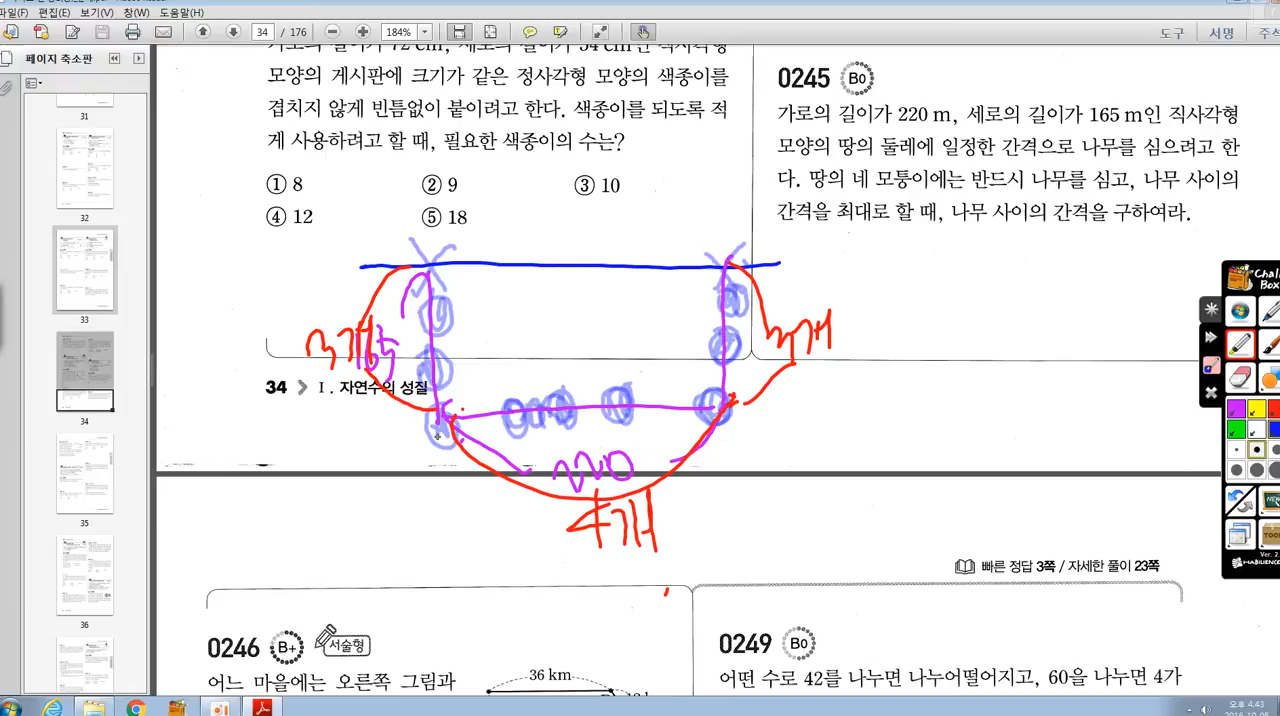 파일(F) 편집(E) 보기(V) 창(W) 도움말(H)
34 / 176
184%
도구
서명
페이지 축소판
31
32
33
34
35
36
모양의 게시판에 크기가 같은 정사각형 모양의 색종이를
겹치지 않게 빈틈없이 붙이려고 한다. 색종이를 되도록 적
게 사용하려고 할 때, 필요한 색종이의 수는?
① 8
② 9
③ 10
④ 12
⑤ 18
34 I. 자연수의 성질
0245 B0
가로의 길이가 220 m, 세로의 길이가 165 m인 직사각형
모양의 땅의 둘레에 일정한 간격으로 나무를 심으려고 한
다. 땅의 네 모퉁이에는 반드시 나무를 심고, 나무 사이의
간격을 최대로 할 때, 나무 사이의 간격을 구하여라.
3개
165
3개
220
4개
빠른 정답 3쪽 / 자세한 풀이 23쪽
0246 B+ 서술형
어느 마을에는 오른쪽 그림과
36 km
0249 B0
어떤 수로 42를 나누면 나누어떨어지고, 60을 나누면 4가
오후 4:43